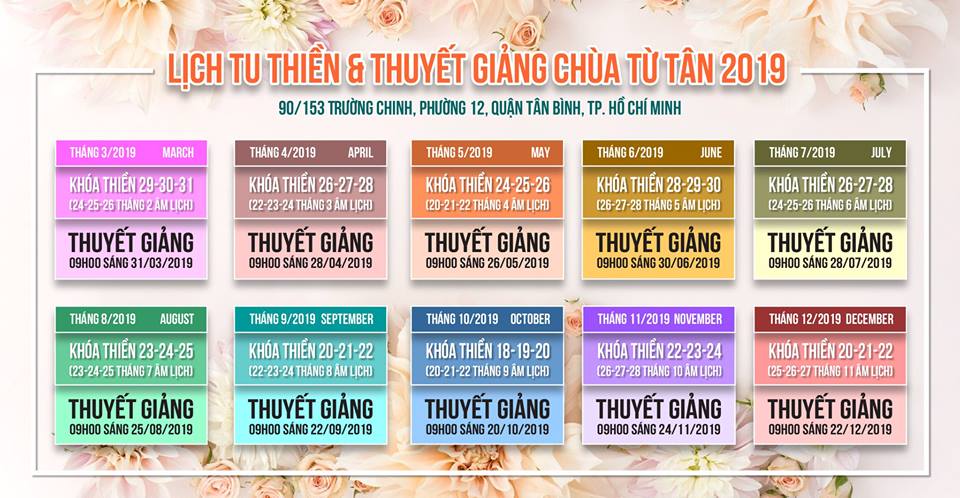 LỊCH TU THIỀN & THUYẾT GIẢNG CHÙA TỪ TÂN 2019
90/153 TRƯỜNG CHINH, PHƯỜNG 12, QUẬN TÂN BÌNH, TP. HỒ CHÍ MINH
THÁNG 3/2019 MARCH
KHÓA THIỀN 29-30-31
(24-25-26 THÁNG 2 ÂM LỊCH)
THUYẾT GIẢNG
09H00 SÁNG 31/03/2019
THÁNG 4/2019 APRIL
KHÓA THIỀN 26-27-28
(22-23-24 THÁNG 3 ÂM LỊCH)
THUYẾT GIẢNG
09H00 SÁNG 28/04/2019
THÁNG 5/2019 MAY
KHÓA THIỀN 24-25-26
(20-21-22 THÁNG 4 ÂM LỊCH)
THUYẾT GIẢNG
09H00 SÁNG 26/05/2019
THÁNG 6/2019 JUNE
KHÓA THIỀN 28-29-30
(26-27-28 THÁNG 5 ÂM LỊCH)
THUYẾT GIẢNG
09H00 SÁNG 30/06/2019
THÁNG 7/2019 JULY
KHÓA THIỀN 26-27-28
(24-25-26 THÁNG 6 ÂM LỊCH)
THUYẾT GIẢNG
09H00 SÁNG 28/07/2019
THÁNG 8/2019 AUGUST
KHÓA THIỀN 23-24-25
(23-24-25 THÁNG 7 ÂM LỊCH)
THUYẾT GIẢNG
09H00 SÁNG 25/08/2019
THÁNG 9/2019 SEPTEMBER
KHÓA THIỀN 20-21-22
(22-23-24 THÁNG 8 ÂM LỊCH)
THUYẾT GIẢNG
09H00 SÁNG 22/09/2019
THÁNG 10/2019 OCTOBER
KHÓA THIỀN 18-19-20
(20-21-22 THÁNG 9 ÂM LỊCH)
THUYẾT GIẢNG
09H00 SÁNG 20/10/2019
THÁNG 11/2019 NOVEMBER
KHÓA THIỀN 22-23-24
(26-27-28 THÁNG 10 ÂM LỊCH)
THUYẾT GIẢNG
09H00 SÁNG 24/11/2019
THÁNG 12/2019 DECEMBER
KHÓA THIỀN 20-21-22
(25-26-27 THÁNG 11 ÂM LỊCH)
THUYẾT GIẢNG
09H00 SÁNG 22/12/2019